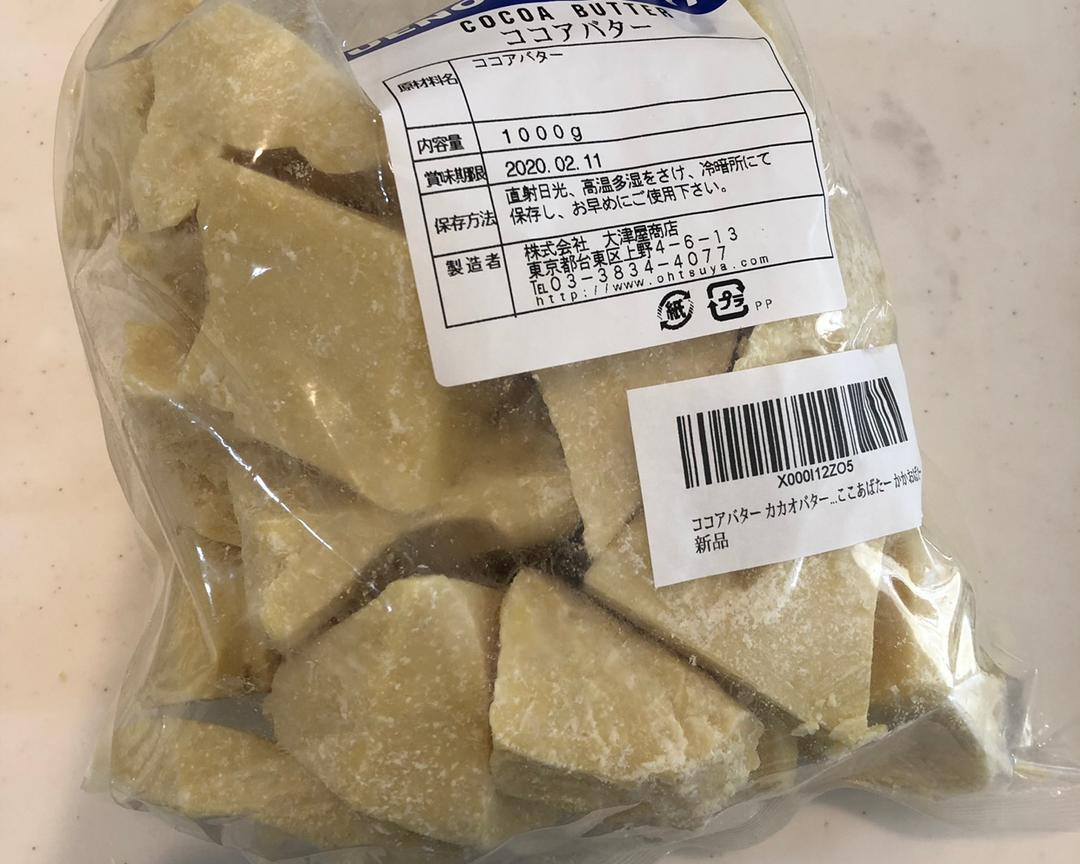 COCOA BUTTER
ココアバター
原材料名 ココアバター
内容量 1000g
賞味期限 2020.02.11
保存方法 直射日光、高温多湿をさけ、冷暗所にて
保存し、お早めにご使用下さい。
製造者 株式会社 大津屋商店
東京都台東区上野4-6-13
℡03-3834-4077
http://www.ohtsuya.com
紙 プラ PP
X000I12ZO5
ココアバター カカオバター...ここあばたー
新品